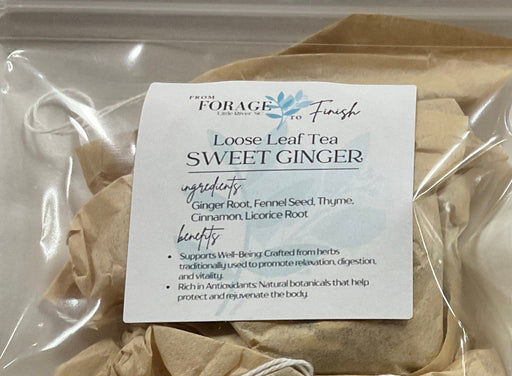 FROM
FORAGE
Little River SC
TO Finish
Loose Leaf Tea
SWEET GINGER
ingredients
Ginger Root, Fennel Seed, Thyme,
Cinnamon, Licorice Root
benefits
• Supports Well-Being: Crafted from herbs
traditionally used to promote relaxation, digestion,
and vitality.
• Rich in Antioxidants: Natural botanicals that help
protect and rejuvenate the body.